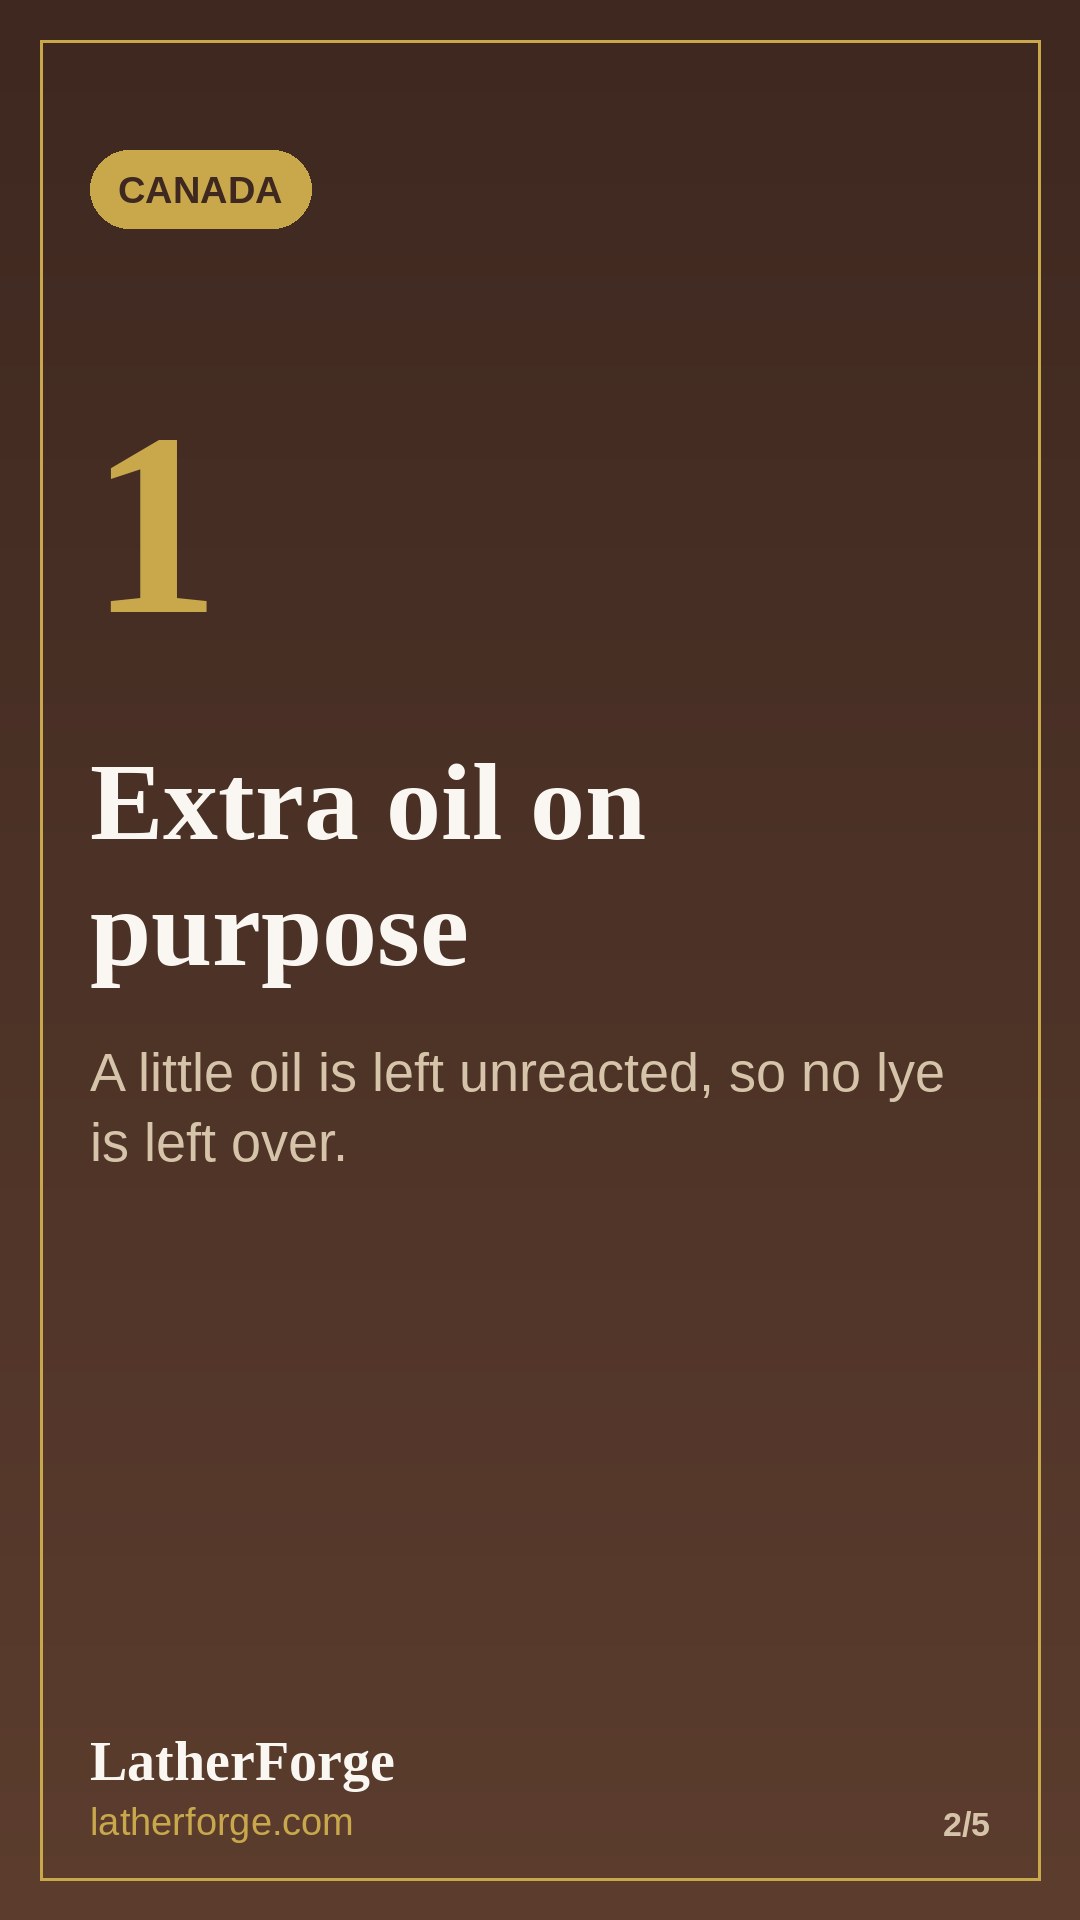 CANADA
1
Extra oil on
purpose
A little oil is left unreacted, so no lye
is left over.
LatherForge
latherforge.com
2/5